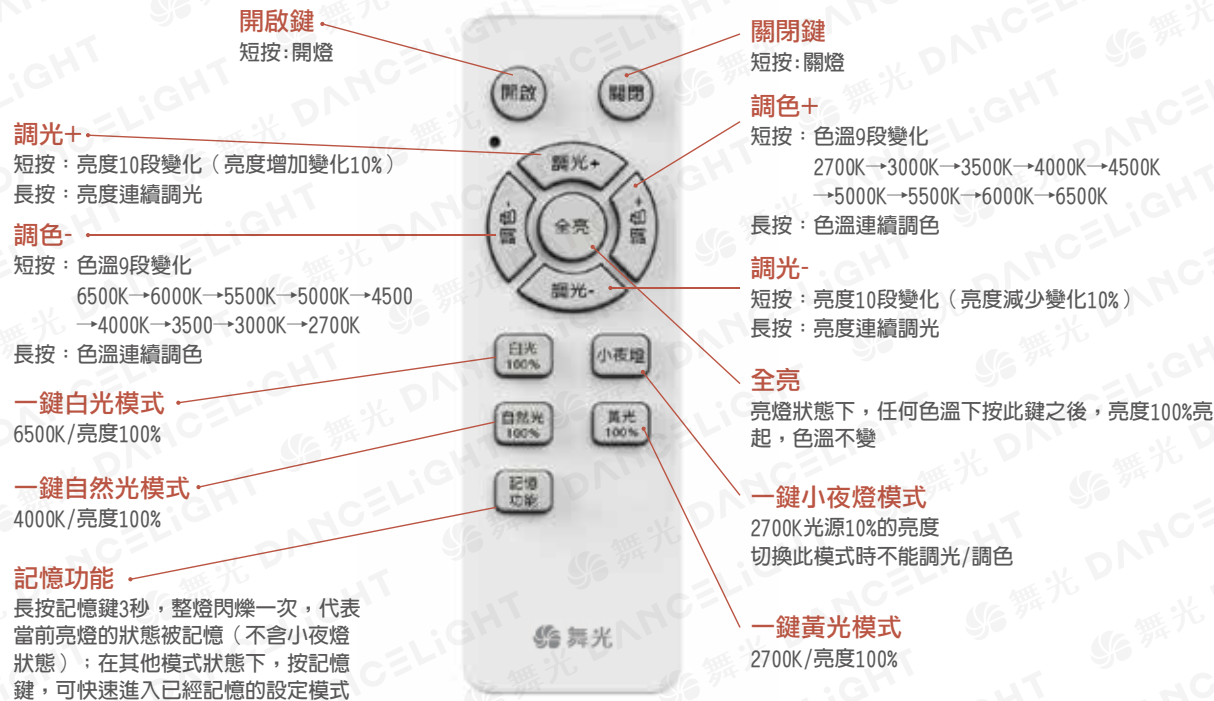 開啟鍵
短按:開燈
調光+
短按：亮度10段變化（亮度增加變化10%）
長按：亮度連續調光
調色-
短按：色溫9段變化
6500K→6000K→5500K→5000K→4500
→4000K→3500→3000K→2700K
長按：色溫連續調色
一鍵白光模式
6500K/亮度100%
一鍵自然光模式
4000K/亮度100%
記憶功能
長按記憶鍵3秒，整燈閃爍一次，代表
當前亮燈的狀態被記憶（不含小夜燈
狀態）；在其他模式狀態下，按記憶
鍵，可快速進入已經記憶的設定模式
開啟
關閉
調光+
調色-
全亮
調色+
調光-
白光
100%
小夜燈
自然光
100%
黃光
100%
記憶
功能
舞光
關閉鍵
短按:關燈
調色+
短按：色溫9段變化
2700K→3000K→3500K→4000K→4500K
→5000K→5500K→6000K→6500K
長按：色溫連續調色
調光-
短按：亮度10段變化（亮度減少變化10%）
長按：亮度連續調光
全亮
亮燈狀態下，任何色溫下按此鍵之後，亮度100%亮
起，色溫不變
一鍵小夜燈模式
2700K光源10%的亮度
切換此模式時不能調光/調色
一鍵黃光模式
2700K/亮度100%
舞光 DANCELiGHT